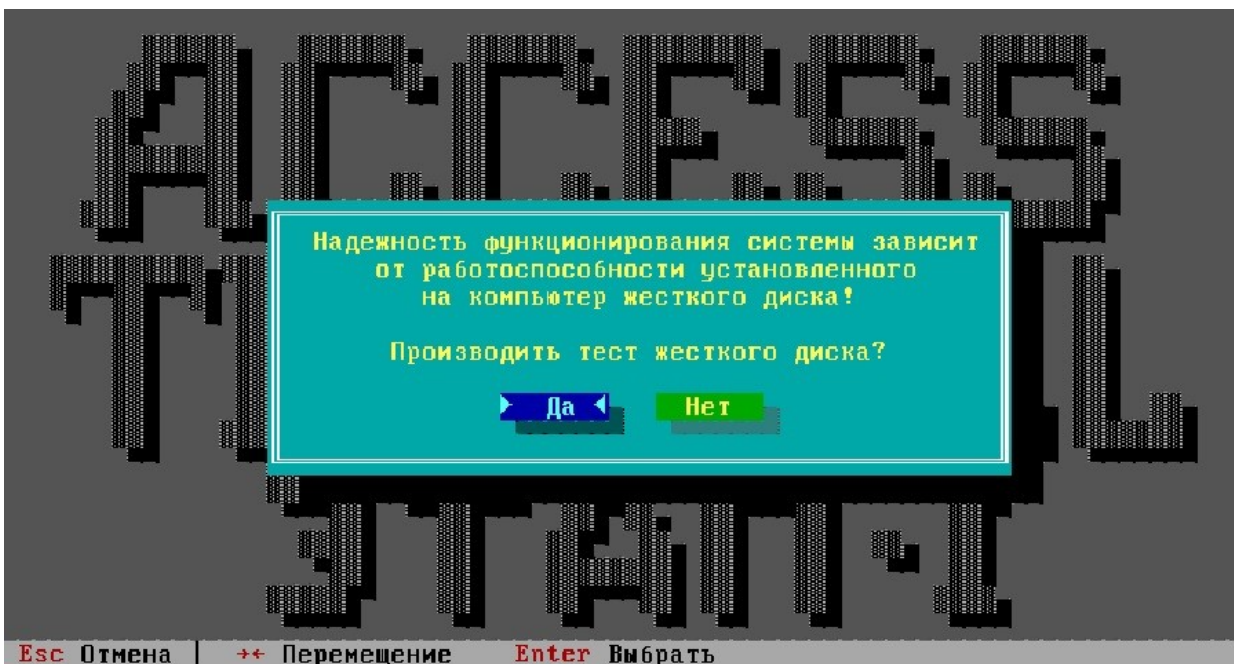 ACCESS
Надежность функционирования системы зависит
от работоспособности установленного
на компьютер жесткого диска!
Производить тест жесткого диска?
Да Нет
Esc Отмена | →← Перемещение Enter Выбрать